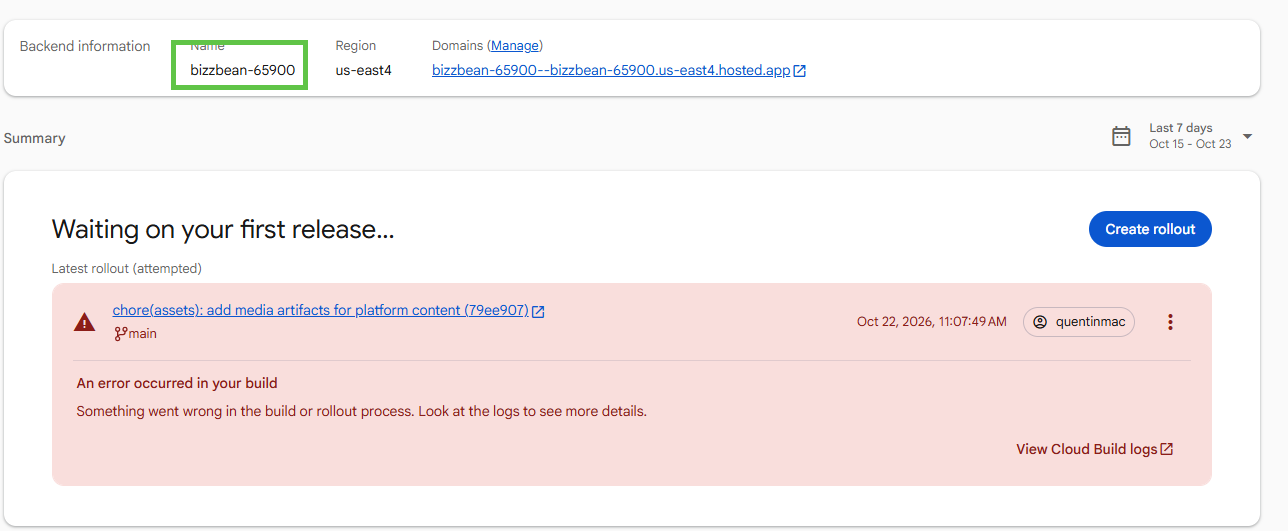 Backend information
Name
bizzbean-65900
Region
us-east4
Domains (Manage)
bizzbean-65900--bizzbean-65900.us-east4.hosted.app
Summary
Last 7 days
Oct 15 - Oct 23
Waiting on your first release...
Create rollout
Latest rollout (attempted)
chore(assets): add media artifacts for platform content (79ee907)
main
Oct 22, 2026, 11:07:49 AM
quentinmac
An error occurred in your build
Something went wrong in the build or rollout process. Look at the logs to see more details.
View Cloud Build logs